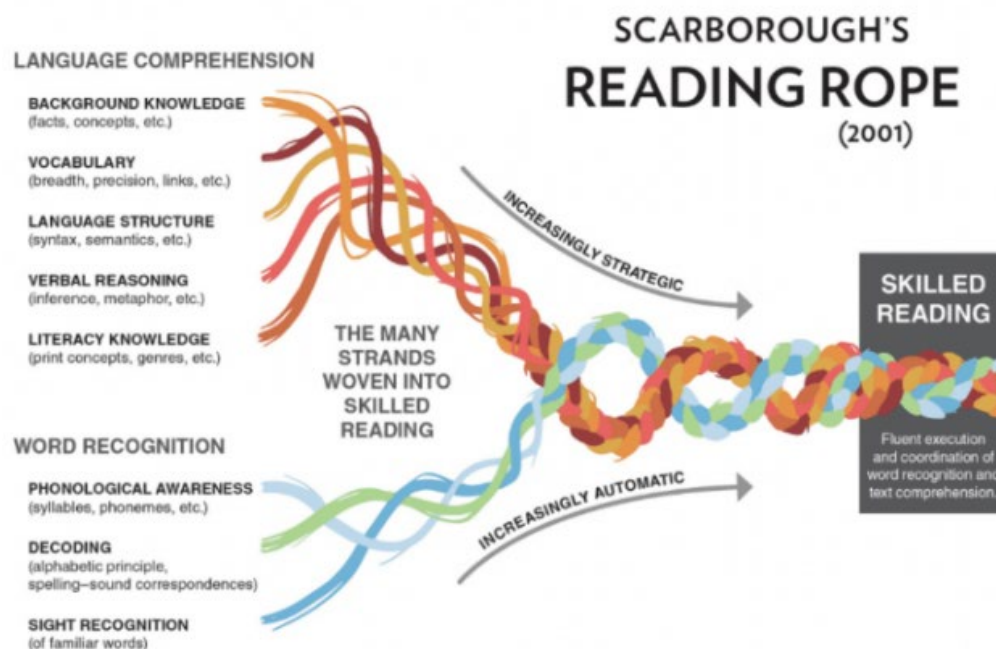 SCARBOROUGH'S
READING ROPE
(2001)
LANGUAGE COMPREHENSION
BACKGROUND KNOWLEDGE
(facts, concepts, etc.)
VOCABULARY
(breadth, precision, links, etc.)
LANGUAGE STRUCTURE
(syntax, semantics, etc.)
VERBAL REASONING
(inference, metaphor, etc.)
LITERACY KNOWLEDGE
(print concepts, genres, etc.)
WORD RECOGNITION
PHONOLOGICAL AWARENESS
(syllables, phonemes, etc.)
DECODING
(alphabetic principle,
spelling–sound correspondences)
SIGHT RECOGNITION
(of familiar words)
THE MANY
STRANDS
WOVEN INTO
SKILLED
READING
INCREASINGLY STRATEGIC
INCREASINGLY AUTOMATIC
SKILLED
READING
Fluent execution
and coordination of
word recognition and
text comprehension.